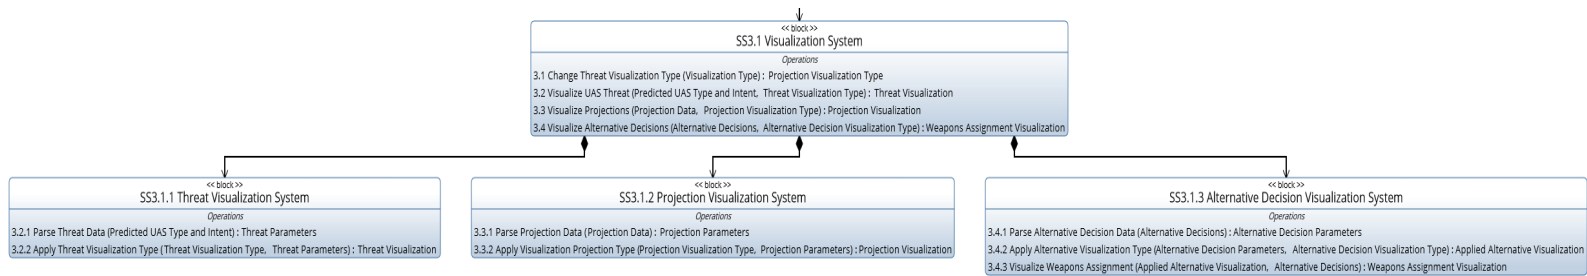 << block >>
SS3.1 Visualization System
Operations
3.1 Change Threat Visualization Type (Visualization Type) : Projection Visualization Type
3.2 Visualize UAS Threat (Predicted UAS Type and Intent, Threat Visualization Type) : Threat Visualization
3.3 Visualize Projections (Projection Data, Projection Visualization Type) : Projection Visualization
3.4 Visualize Alternative Decisions (Alternative Decisions, Alternative Decision Visualization Type) : Weapons Assignment Visualization
<< block >>
SS3.1.1 Threat Visualization System
Operations
3.2.1 Parse Threat Data (Predicted UAS Type and Intent) : Threat Parameters
3.2.2 Apply Threat Visualization Type ( Threat Visualization Type, Threat Parameters) : Threat Visualization
<< block >>
SS3.1.2 Projection Visualization System
Operations
3.3.1 Parse Projection Data (Projection Data) : Projection Parameters
3.3.2 Apply Visualization Projection Type (Projection Visualization Type, Projection Parameters) : Projection Visualization
<< block >>
SS3.1.3 Alternative Decision Visualization System
Operations
3.4.1 Parse Alternative Decision Data (Alternative Decisions) : Alternative Decision Parameters
3.4.2 Apply Alternative Visualization Type (Alternative Decision Parameters, Alternative Decision Visualization Type) : Applied Alternative Visualization
3.4.3 Visualize Weapons Assignment (Applied Alternative Visualization, Alternative Decisions) : Weapons Assignment Visualization